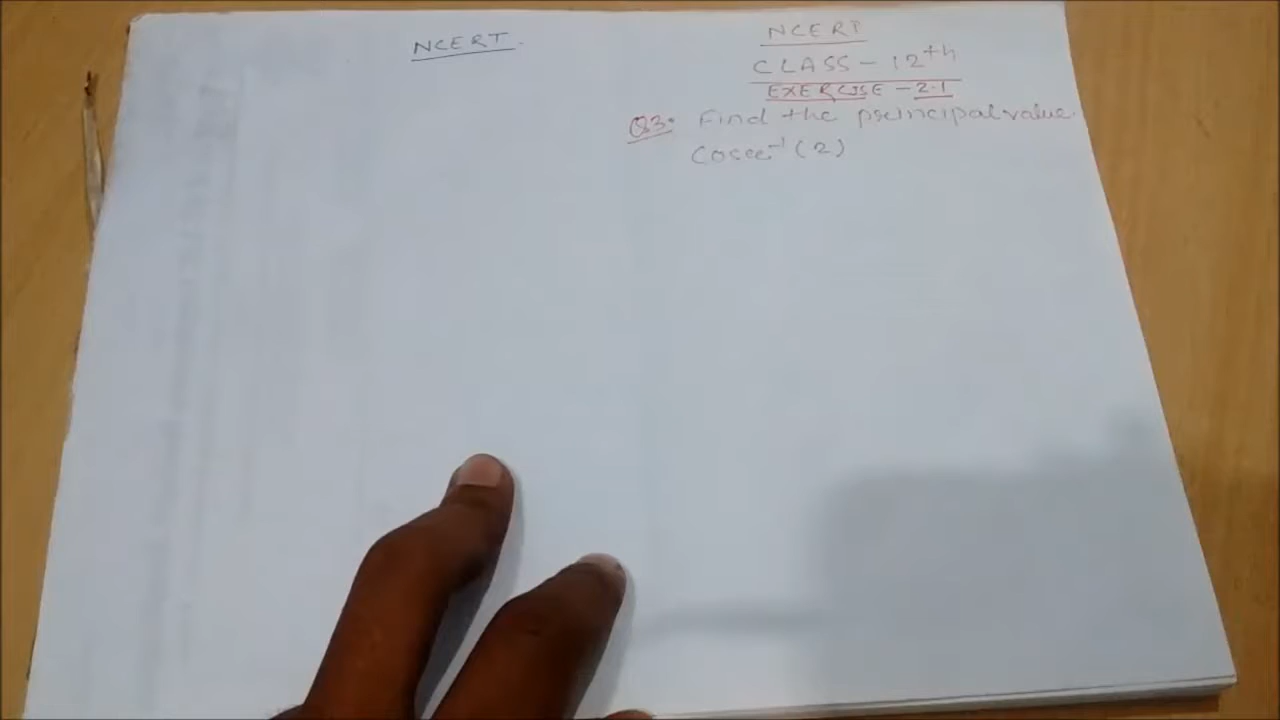 NCERT.
NCERT
CLASS - 12th
EXERCISE - 2.1
Q3. Find the principal value.
Cosec⁻¹ (2)